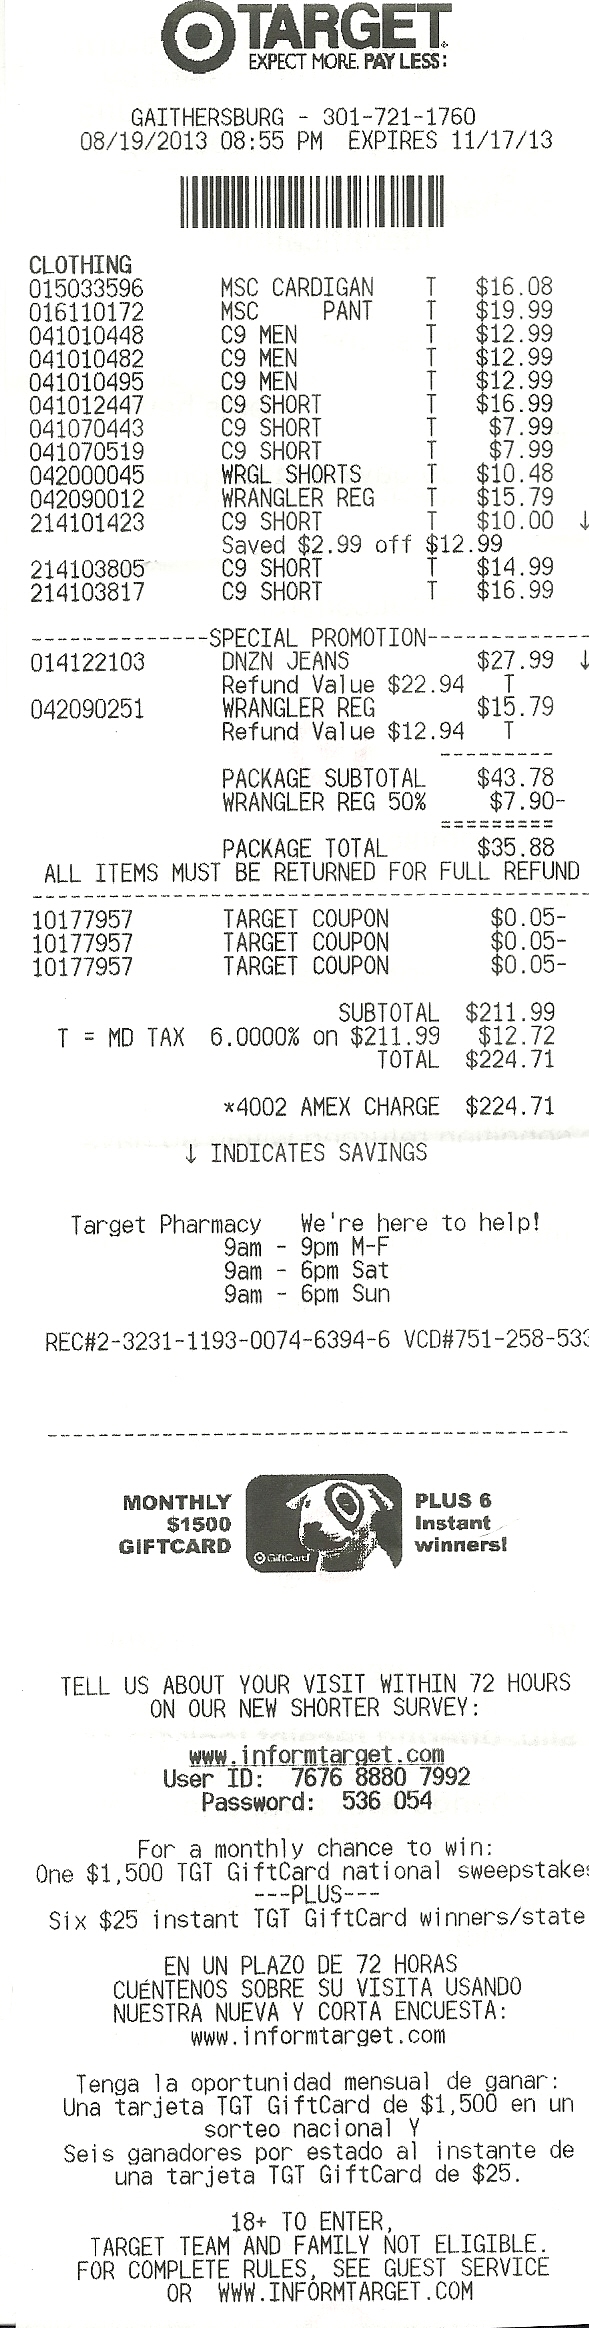 TARGET
EXPECT MORE. PAY LESS.
GAITHERSBURG - 301-721-1760
08/19/2013 08:55 PM EXPIRES 11/17/13
CLOTHING
015033596 MSC CARDIGAN T $16.08
016110172 MSC PANT T $19.99
041010448 C9 MEN T $12.99
041010482 C9 MEN T $12.99
041010495 C9 MEN T $12.99
041012447 C9 SHORT T $16.99
041070443 C9 SHORT T $7.99
041070519 C9 SHORT T $7.99
042000045 WRGL SHORTS T $10.48
042090012 WRANGLER REG T $15.79
214101423 C9 SHORT T $10.00 ↓
Saved $2.99 off $12.99
214103805 C9 SHORT T $14.99
214103817 C9 SHORT T $16.99
--------------SPECIAL PROMOTION--------------
014122103 DNZN JEANS $27.99 ↓
Refund Value $22.94 T
042090251 WRANGLER REG $15.79
Refund Value $12.94 T
---------
PACKAGE SUBTOTAL $43.78
WRANGLER REG 50% $7.90-
=========
PACKAGE TOTAL $35.88
ALL ITEMS MUST BE RETURNED FOR FULL REFUND
---------------------------------------------
10177957 TARGET COUPON $0.05-
10177957 TARGET COUPON $0.05-
10177957 TARGET COUPON $0.05-
SUBTOTAL $211.99
T = MD TAX 6.0000% on $211.99 $12.72
TOTAL $224.71
*4002 AMEX CHARGE $224.71
↓ INDICATES SAVINGS
Target Pharmacy We're here to help!
9am - 9pm M-F
9am - 6pm Sat
9am - 6pm Sun
REC#2-3231-1193-0074-6394-6 VCD#751-258-533
-----------------------------------------
MONTHLY $1500 GIFTCARD
GiftCard
PLUS 6 Instant winners!
TELL US ABOUT YOUR VISIT WITHIN 72 HOURS
ON OUR NEW SHORTER SURVEY:
www.informtarget.com
User ID: 7676 8880 7992
Password: 536 054
For a monthly chance to win:
One $1,500 TGT GiftCard national sweepstakes
---PLUS---
Six $25 instant TGT GiftCard winners/state
EN UN PLAZO DE 72 HORAS
CUÉNTENOS SOBRE SU VISITA USANDO
NUESTRA NUEVA Y CORTA ENCUESTA:
www.informtarget.com
Tenga la oportunidad mensual de ganar:
Una tarjeta TGT GiftCard de $1,500 en un
sorteo nacional Y
Seis ganadores por estado al instante de
una tarjeta TGT GiftCard de $25.
18+ TO ENTER,
TARGET TEAM AND FAMILY NOT ELIGIBLE.
FOR COMPLETE RULES, SEE GUEST SERVICE
OR WWW.INFORMTARGET.COM